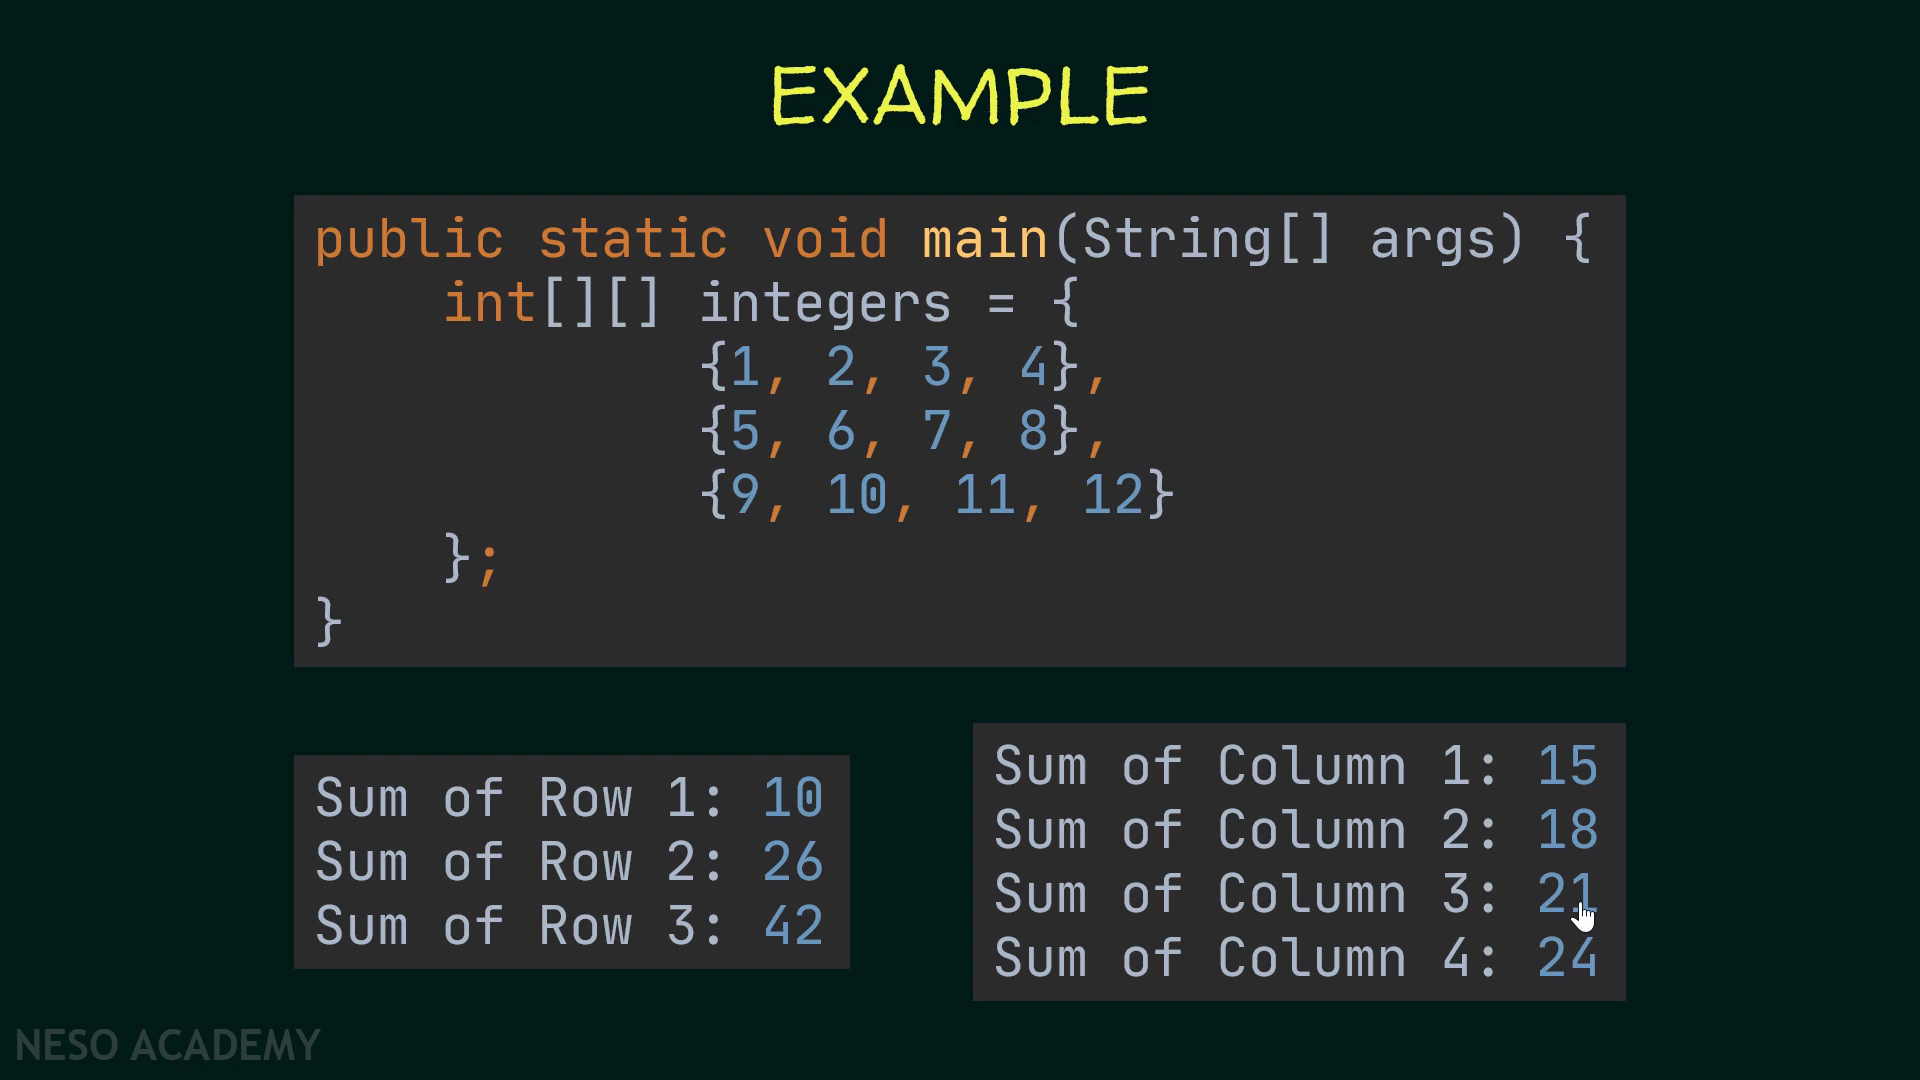 EXAMPLE
public static void main(String[] args) {
int[][] integers = {
{1, 2, 3, 4},
{5, 6, 7, 8},
{9, 10, 11, 12}
};
}
Sum of Row 1: 10
Sum of Row 2: 26
Sum of Row 3: 42
Sum of Column 1: 15
Sum of Column 2: 18
Sum of Column 3: 21
Sum of Column 4: 24
NESO ACADEMY